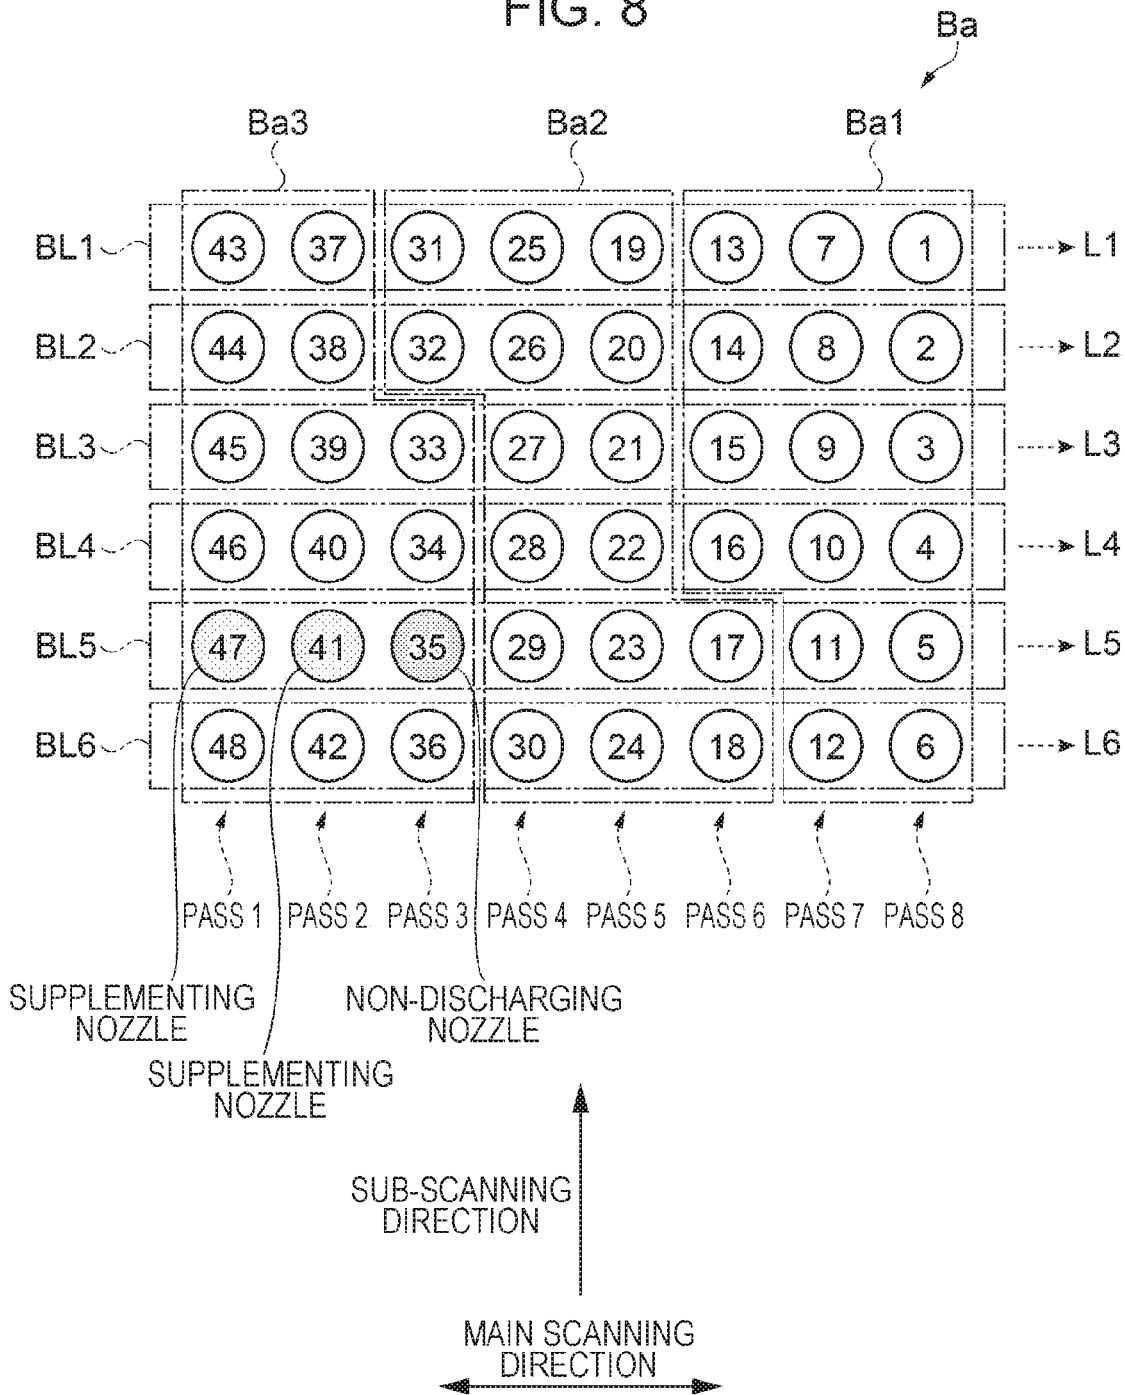 FIG. 8
Ba
Ba3 Ba2 Ba1
BL1 43 37 31 25 19 13 7 1 L1
BL2 44 38 32 26 20 14 8 2 L2
BL3 45 39 33 27 21 15 9 3 L3
BL4 46 40 34 28 22 16 10 4 L4
BL5 47 41 35 29 23 17 11 5 L5
BL6 48 42 36 30 24 18 12 6 L6
PASS 1 PASS 2 PASS 3 PASS 4 PASS 5 PASS 6 PASS 7 PASS 8
SUPPLEMENTING
NOZZLE
NON-DISCHARGING
NOZZLE
SUPPLEMENTING
NOZZLE
SUB-SCANNING
DIRECTION
MAIN SCANNING
DIRECTION